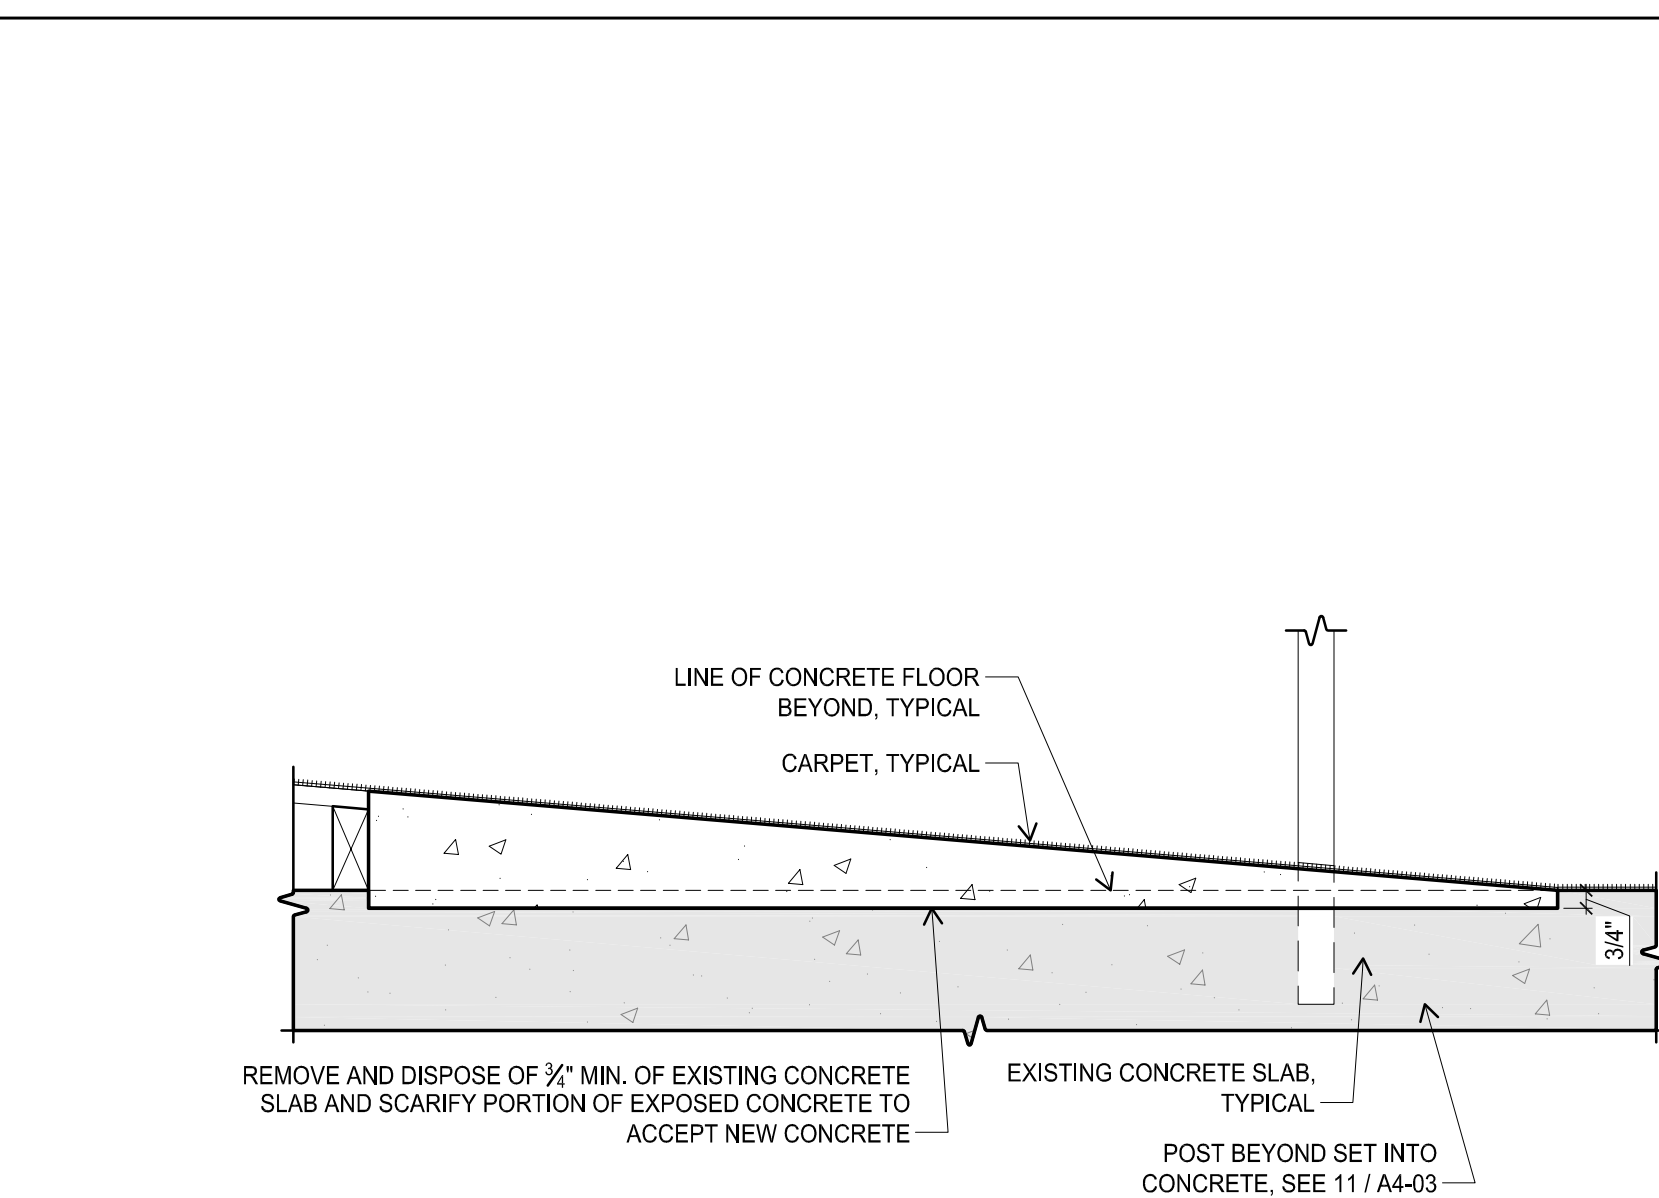 LINE OF CONCRETE FLOOR
BEYOND, TYPICAL
CARPET, TYPICAL
3/4"
REMOVE AND DISPOSE OF ¾" MIN. OF EXISTING CONCRETE
SLAB AND SCARIFY PORTION OF EXPOSED CONCRETE TO
ACCEPT NEW CONCRETE
EXISTING CONCRETE SLAB,
TYPICAL
POST BEYOND SET INTO
CONCRETE, SEE 11 / A4-03